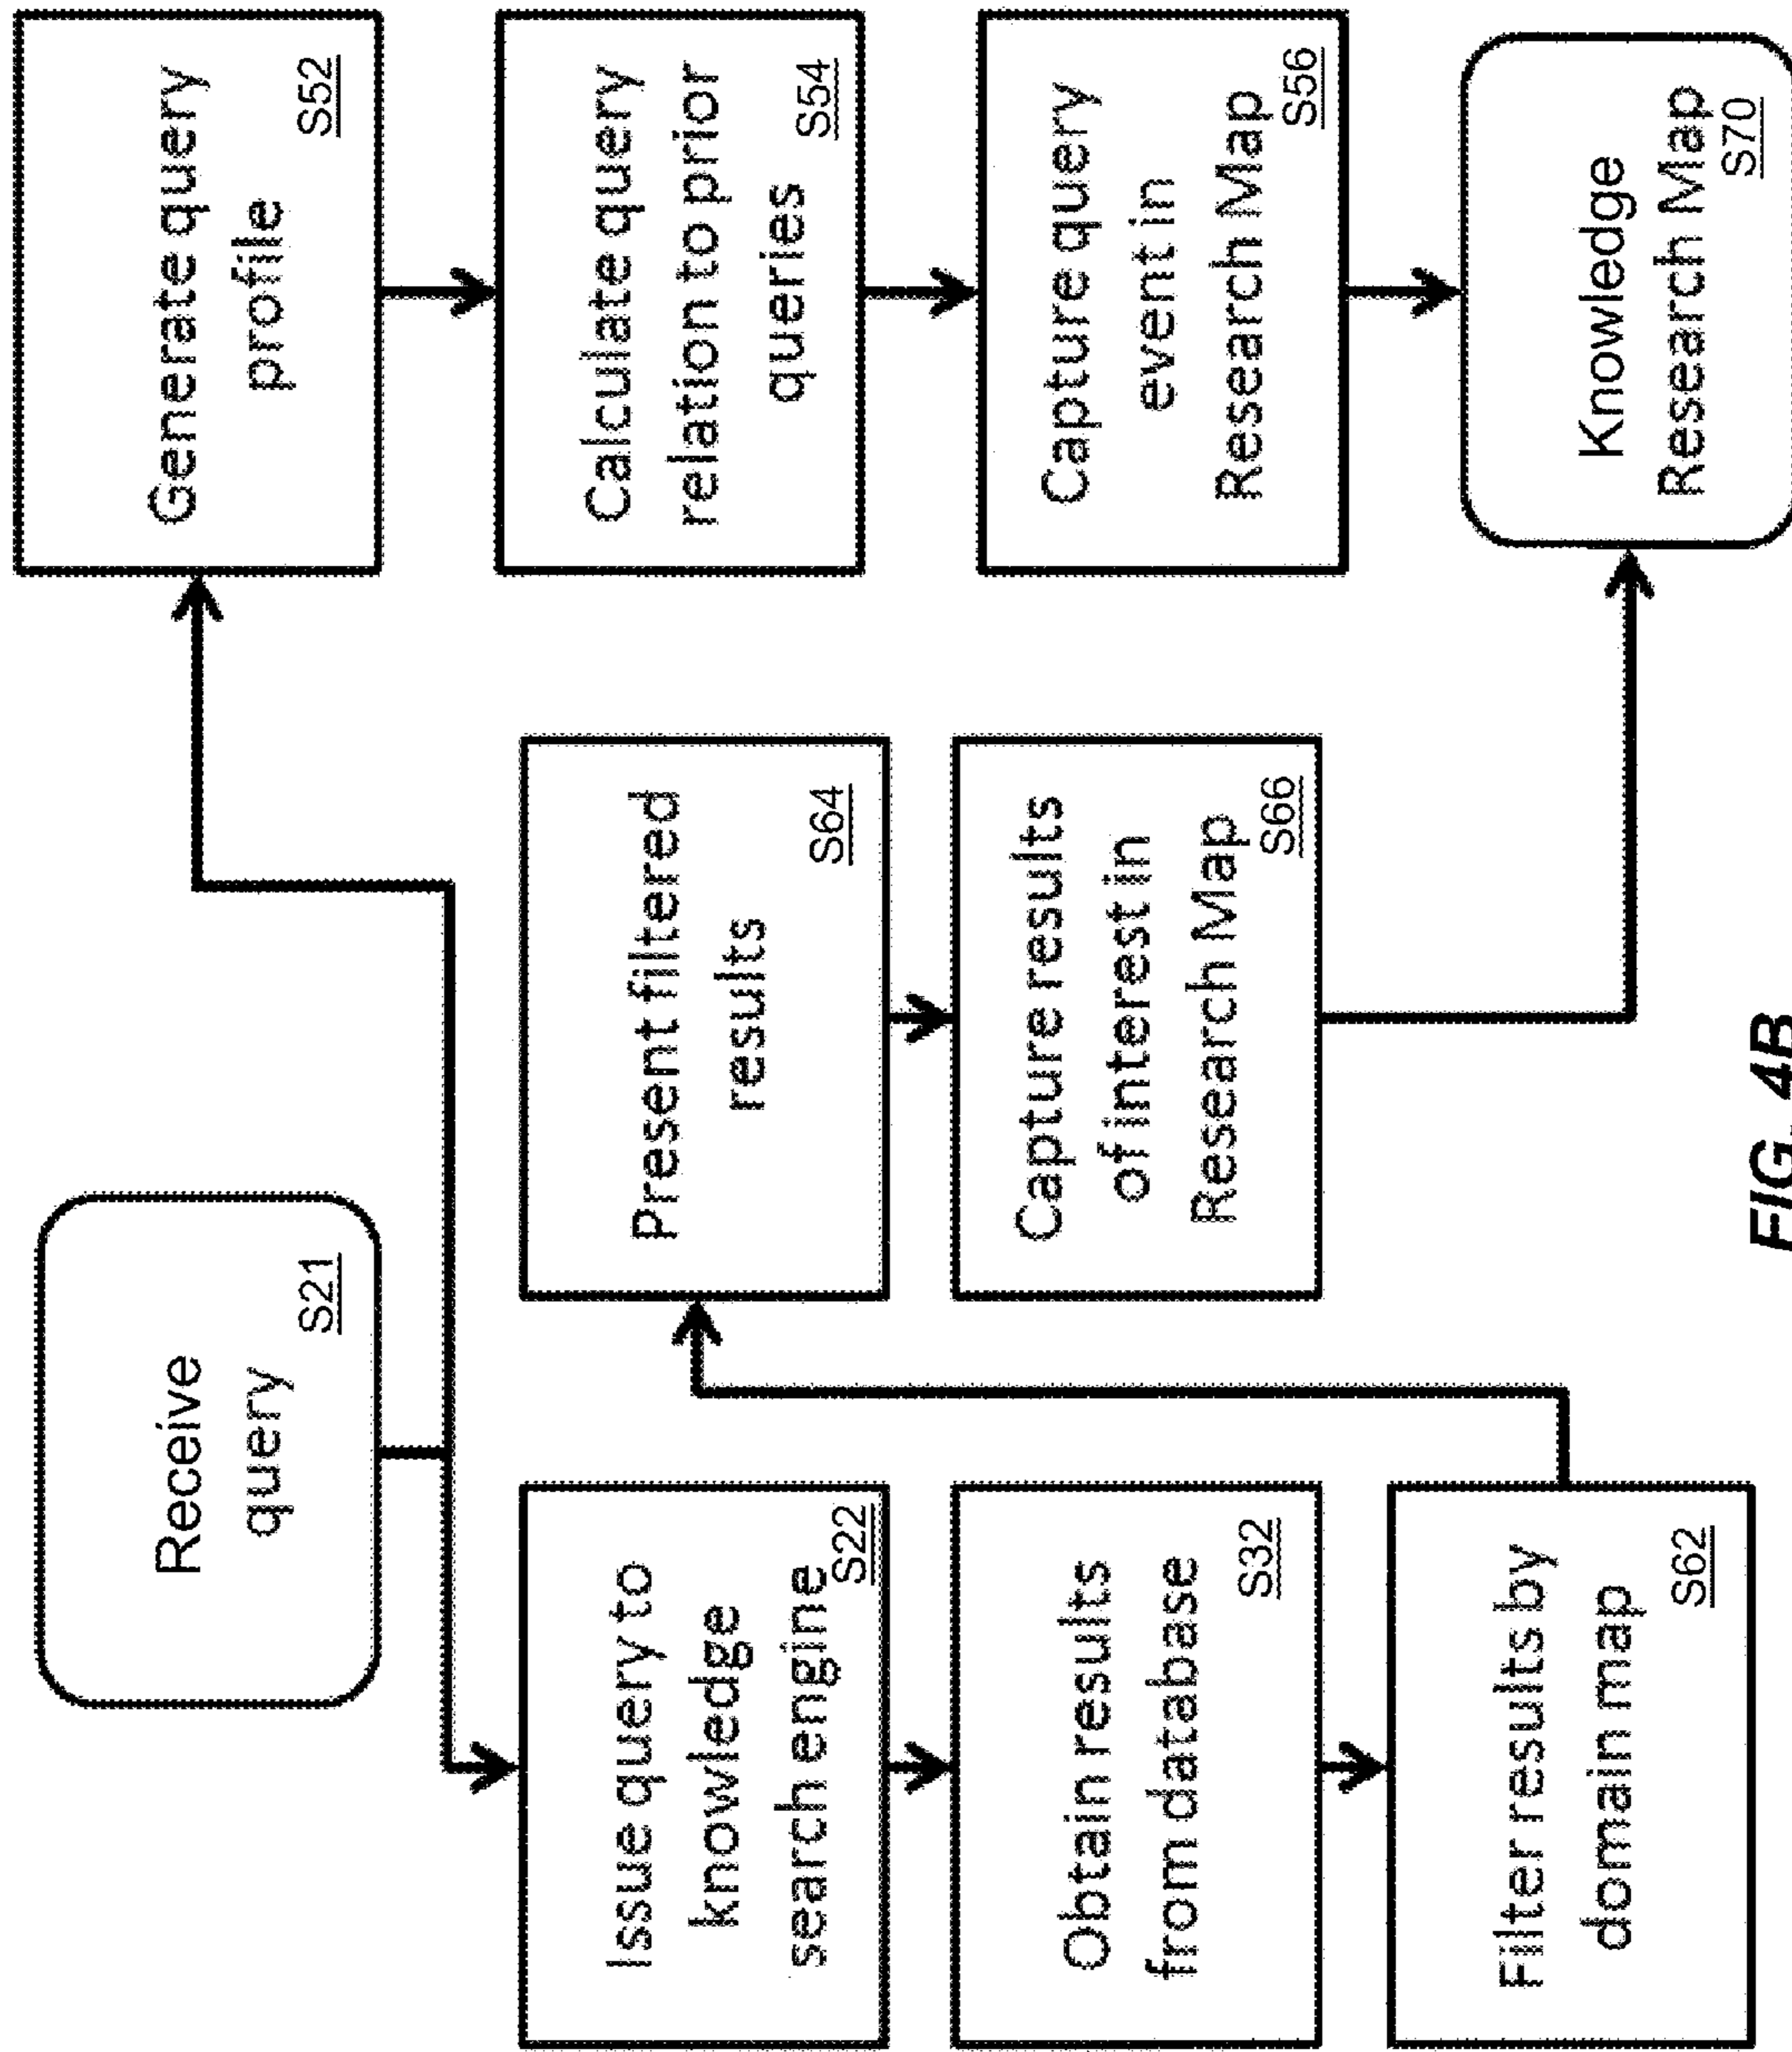 Receive
query
S21
Issue query to
knowledge
search engine
S22
Obtain results
from database
S32
Filter results by
domain map
S62
Present filtered
results
S64
Capture results
of interest in
Research Map
S66
Generate query
profile
S52
Calculate query
relation to prior
queries
S54
Capture query
event in
Research Map
S56
Knowledge
Research Map
S70
FIG. 4B